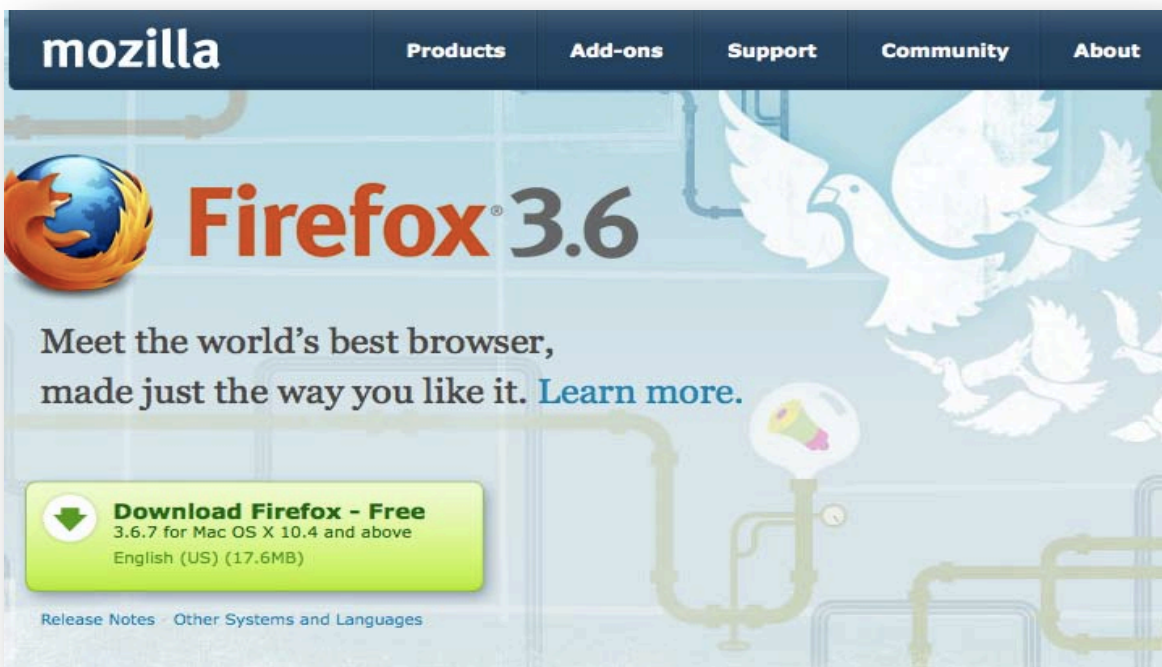 mozilla
Products Add-ons Support Community About
Firefox® 3.6
Meet the world's best browser,
made just the way you like it. Learn more.
Download Firefox - Free
3.6.7 for Mac OS X 10.4 and above
English (US) (17.6MB)
Release Notes · Other Systems and Languages